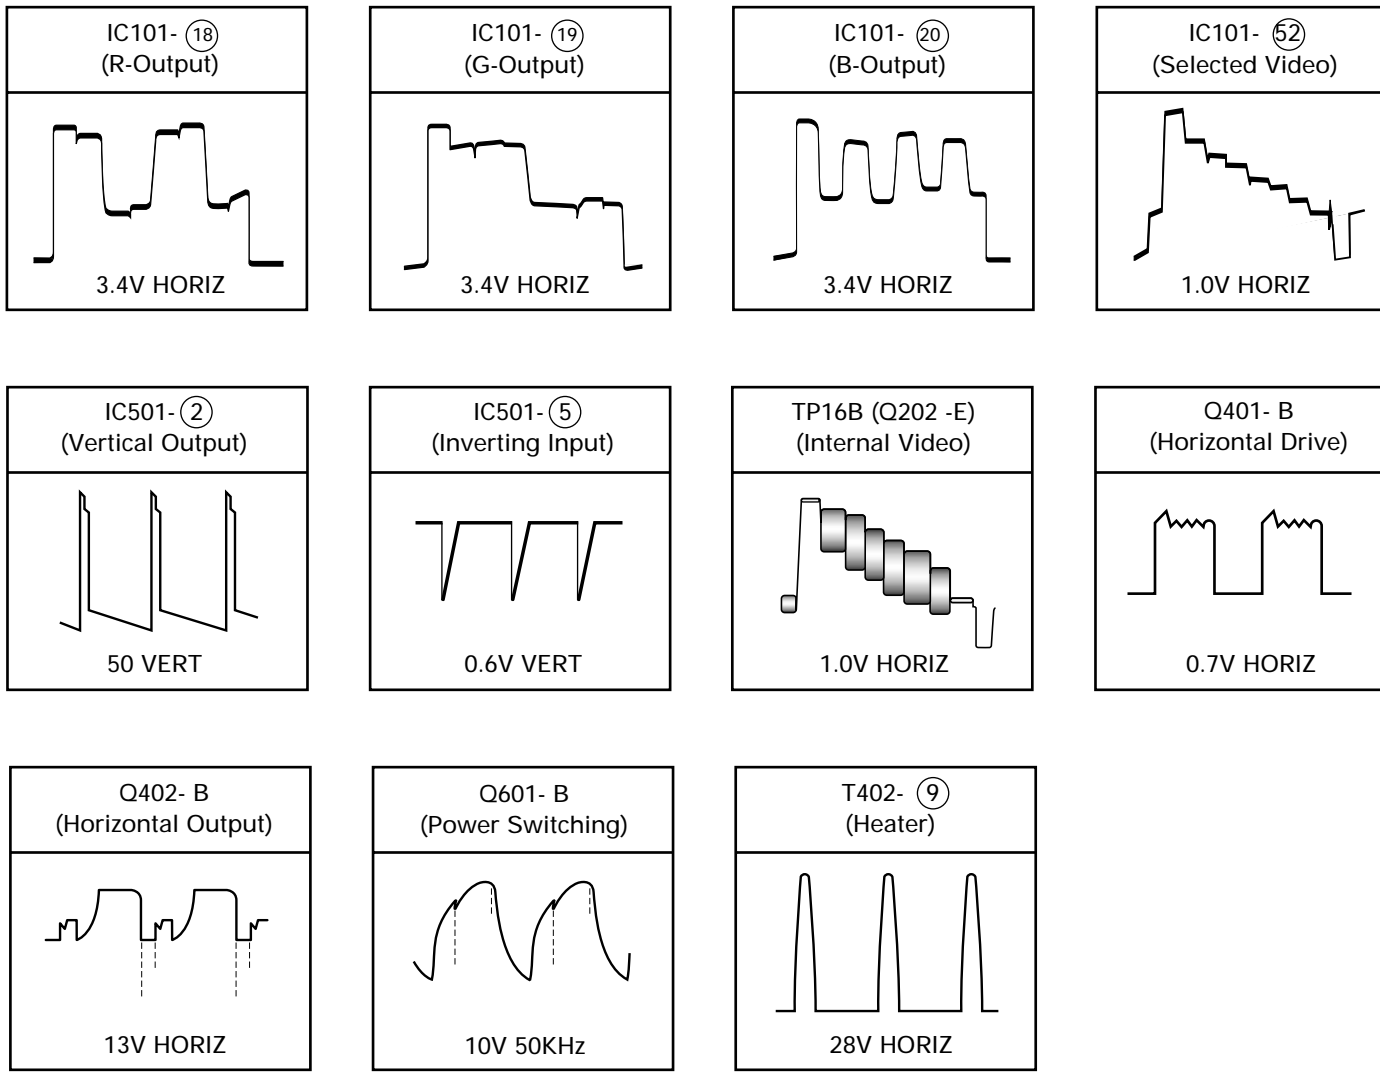 IC101- 18
(R-Output)
3.4V HORIZ
IC101- 19
(G-Output)
3.4V HORIZ
IC101- 20
(B-Output)
3.4V HORIZ
IC101- 52
(Selected Video)
1.0V HORIZ
IC501- 2
(Vertical Output)
50 VERT
IC501- 5
(Inverting Input)
0.6V VERT
TP16B (Q202 -E)
(Internal Video)
1.0V HORIZ
Q401- B
(Horizontal Drive)
0.7V HORIZ
Q402- B
(Horizontal Output)
13V HORIZ
Q601- B
(Power Switching)
10V 50KHz
T402- 9
(Heater)
28V HORIZ